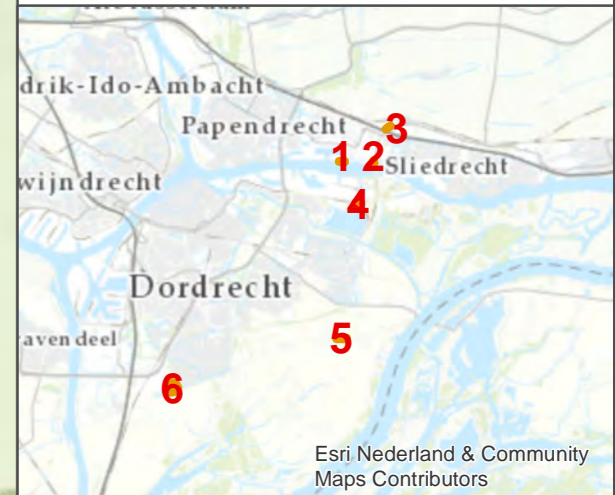 drik-Ido-Ambacht
Papendrecht
3
1
2
Sliedrecht
wijndrecht
4
Dordrecht
aven deel
5
6
Esri Nederland & Community
Maps Contributors